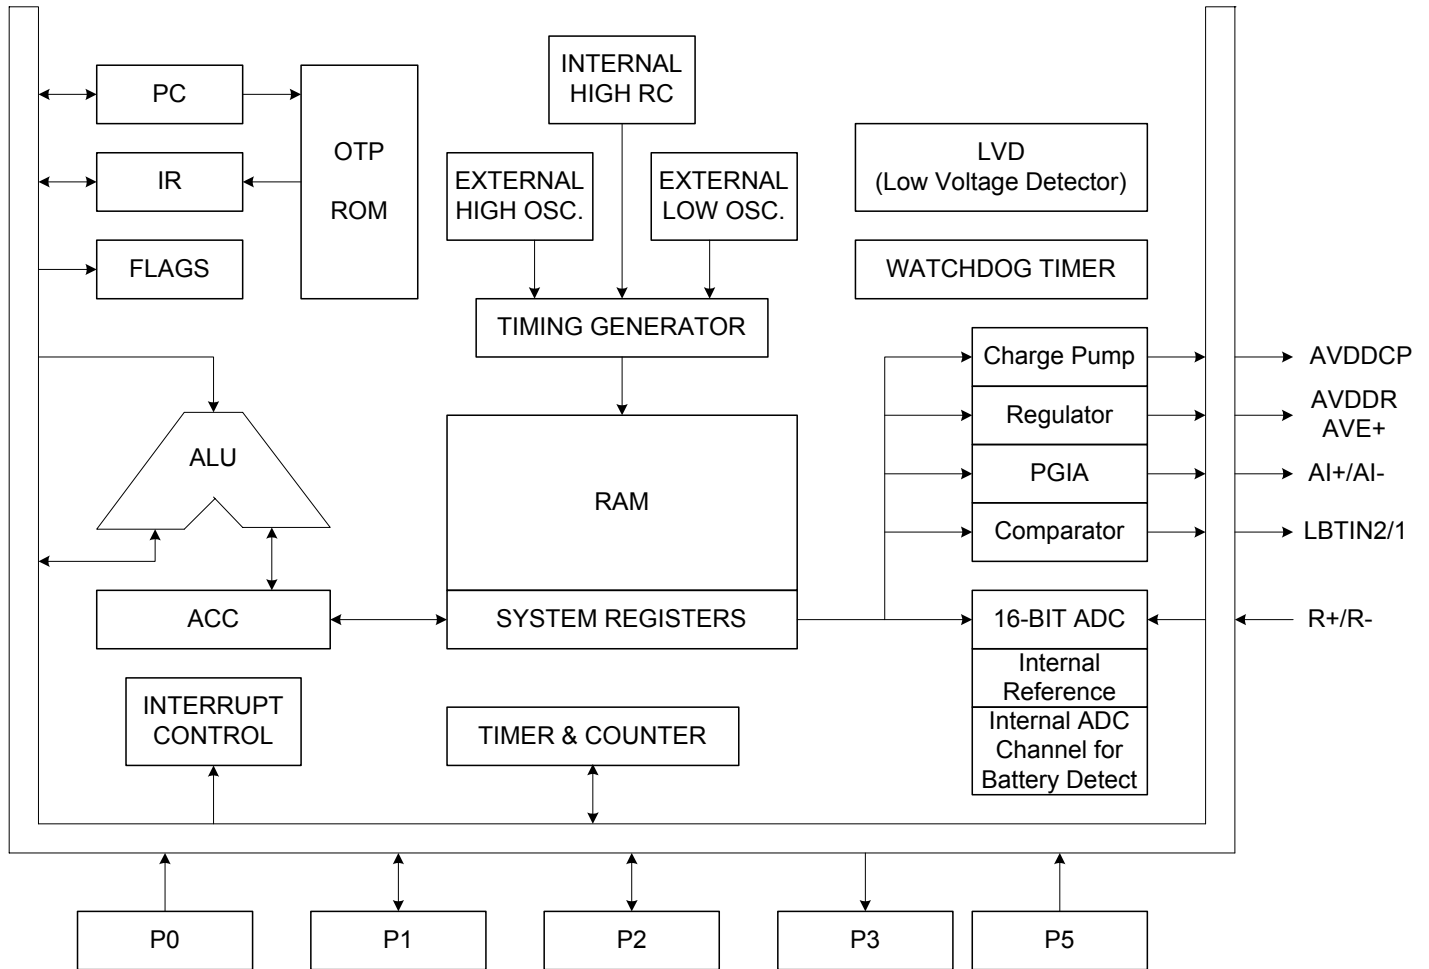 PC
IR
FLAGS
OTP
ROM
INTERNAL
HIGH RC
EXTERNAL
HIGH OSC.
EXTERNAL
LOW OSC.
TIMING GENERATOR
LVD
(Low Voltage Detector)
WATCHDOG TIMER
ALU
ACC
RAM
SYSTEM REGISTERS
Charge Pump
Regulator
PGIA
Comparator
16-BIT ADC
Internal
Reference
Internal ADC
Channel for
Battery Detect
AVDDCP
AVDDR
AVE+
AI+/AI-
LBTIN2/1
R+/R-
INTERRUPT
CONTROL
TIMER & COUNTER
P0
P1
P2
P3
P5